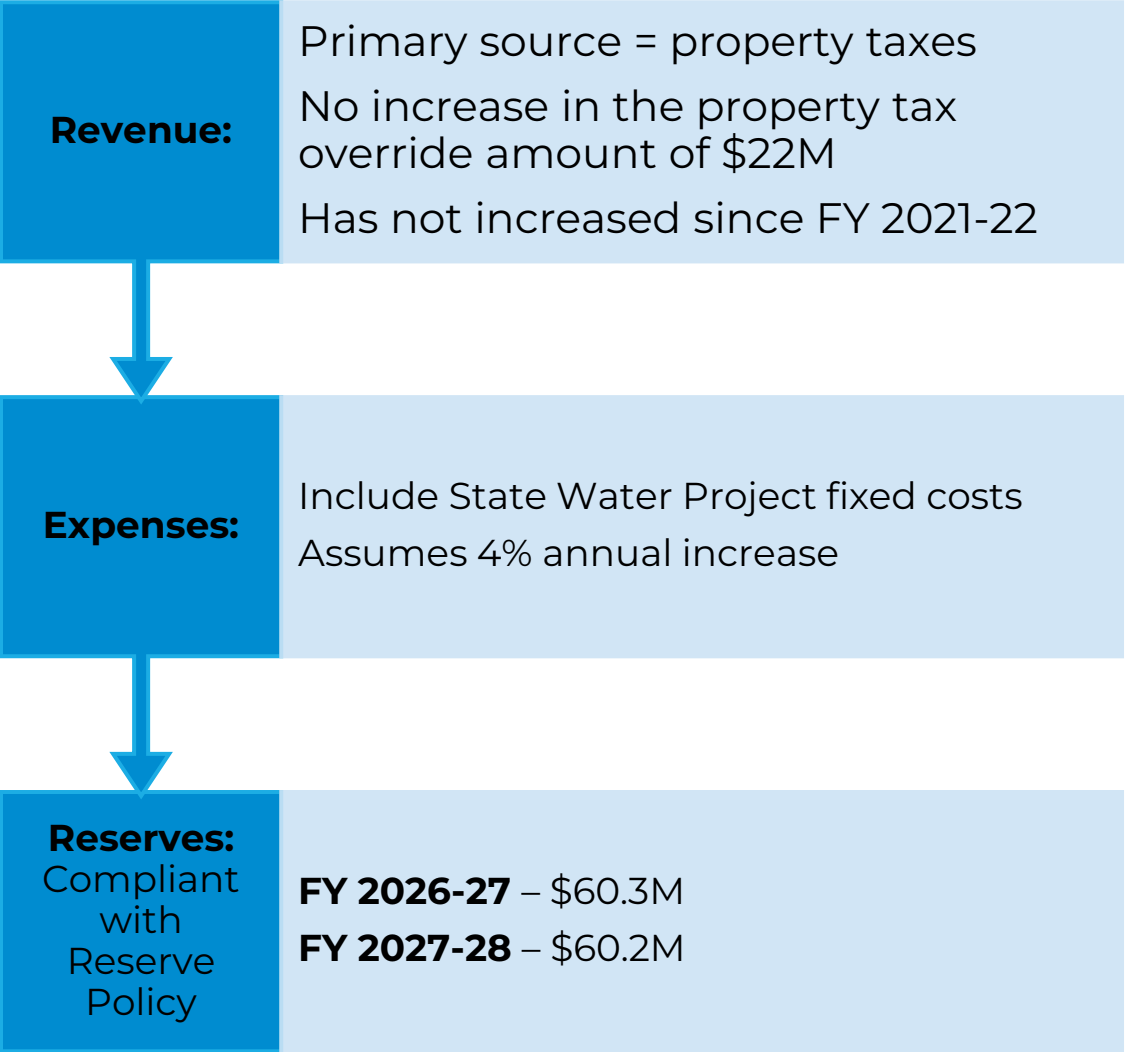 Revenue:
Primary source = property taxes
No increase in the property tax
override amount of $22M
Has not increased since FY 2021-22
Expenses:
Include State Water Project fixed costs
Assumes 4% annual increase
Reserves:
Compliant
with
Reserve
Policy
FY 2026-27 – $60.3M
FY 2027-28 – $60.2M